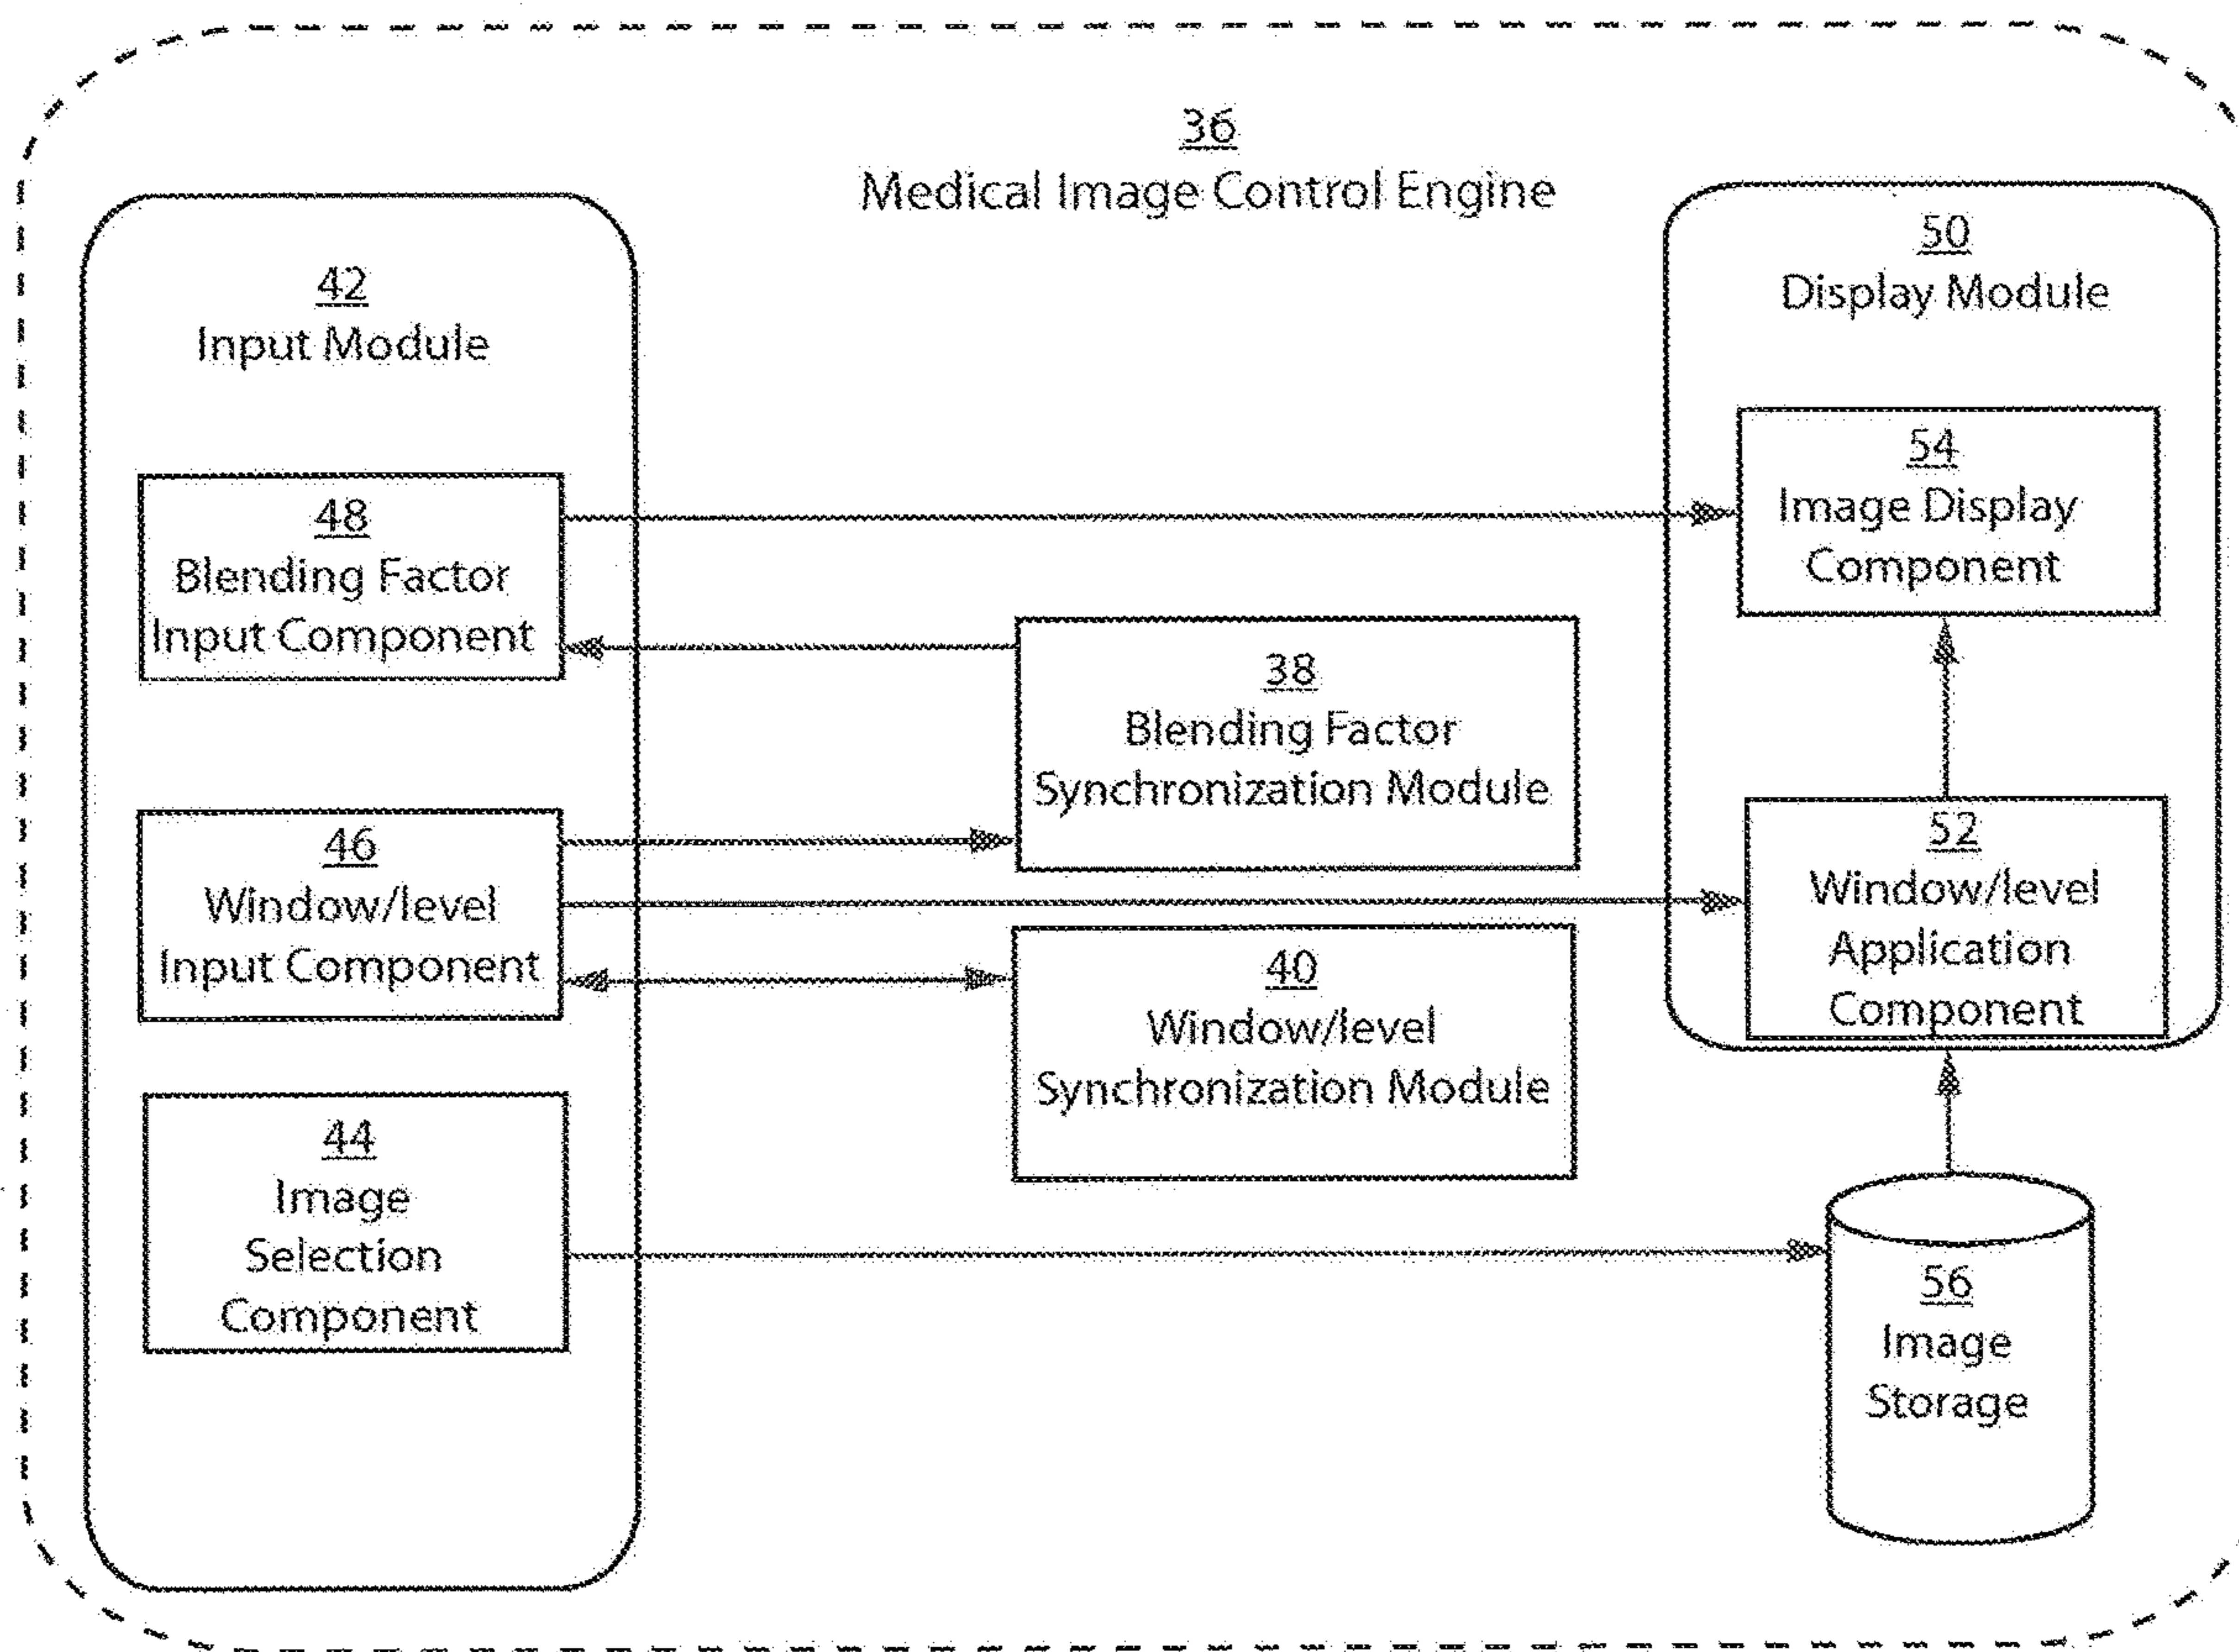 36
Medical Image Control Engine
42
Input Module
48
Blending Factor
Input Component
46
Window/level
Input Component
44
Image
Selection
Component
38
Blending Factor
Synchronization Module
40
Window/level
Synchronization Module
50
Display Module
54
Image Display
Component
52
Window/level
Application
Component
56
Image
Storage